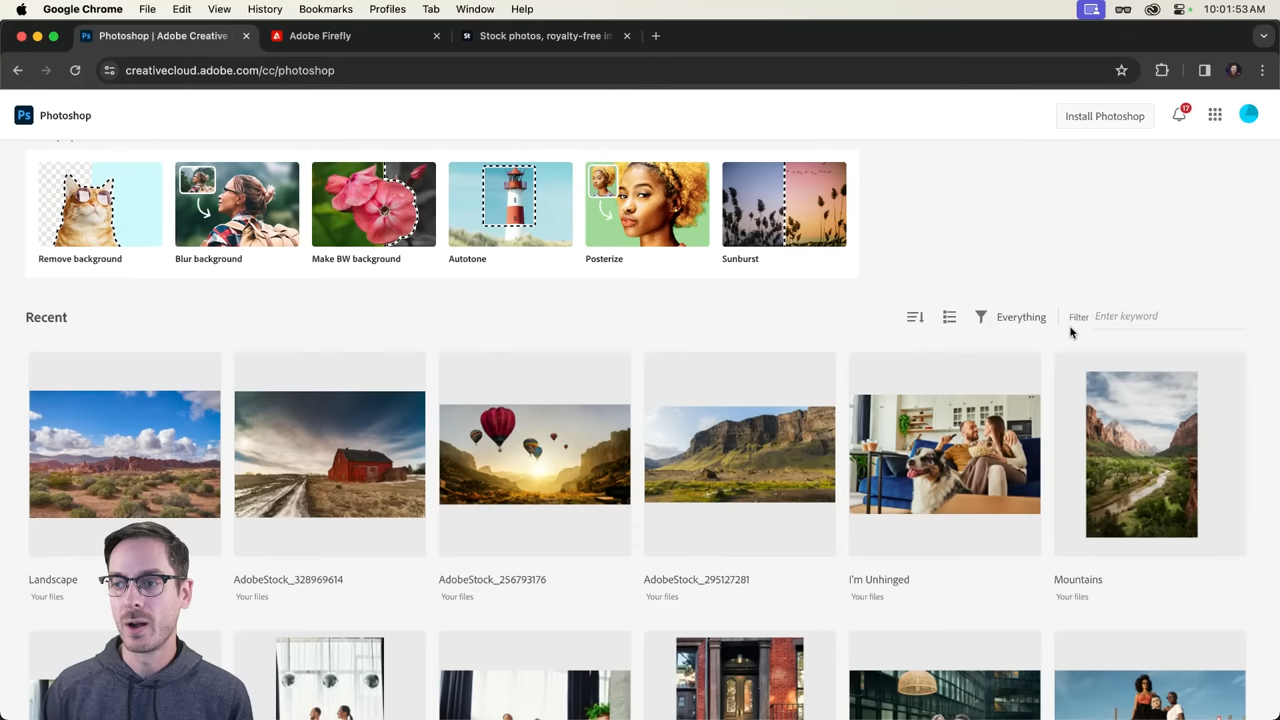 Google Chrome File Edit View History Bookmarks Profiles Tab Window Help 10:01:53 AM
Ps Photoshop | Adobe Creative Adobe Firefly St Stock photos, royalty-free in
creativecloud.adobe.com/cc/photoshop
Ps Photoshop Install Photoshop 17
Remove background Blur background Make BW background Autotone Posterize Sunburst
Recent Everything Filter Enter keyword
Landscape AdobeStock_328969614 AdobeStock_256793176 AdobeStock_295127281 I'm Unhinged Mountains
Your files Your files Your files Your files Your files Your files